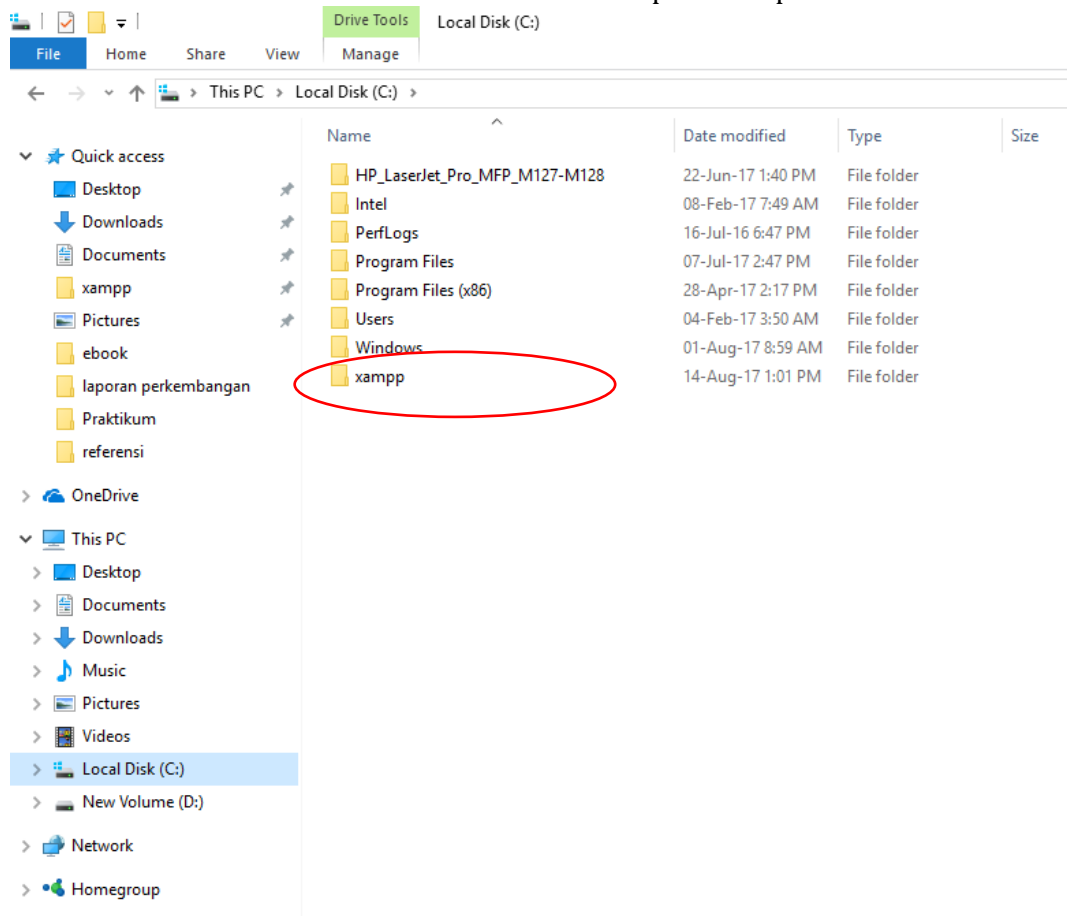 Drive Tools Local Disk (C:)
File Home Share View Manage
This PC Local Disk (C:)
Name Date modified Type Size
Quick access
Desktop
Downloads
Documents
xampp
Pictures
ebook
laporan perkembangan
Praktikum
referensi
OneDrive
This PC
Desktop
Documents
Downloads
Music
Pictures
Videos
Local Disk (C:)
New Volume (D:)
Network
Homegroup
HP_LaserJet_Pro_MFP_M127-M128 22-Jun-17 1:40 PM File folder
Intel 08-Feb-17 7:49 AM File folder
PerfLogs 16-Jul-16 6:47 PM File folder
Program Files 07-Jul-17 2:47 PM File folder
Program Files (x86) 28-Apr-17 2:17 PM File folder
Users 04-Feb-17 3:50 AM File folder
Windows 01-Aug-17 8:59 AM File folder
xampp 14-Aug-17 1:01 PM File folder